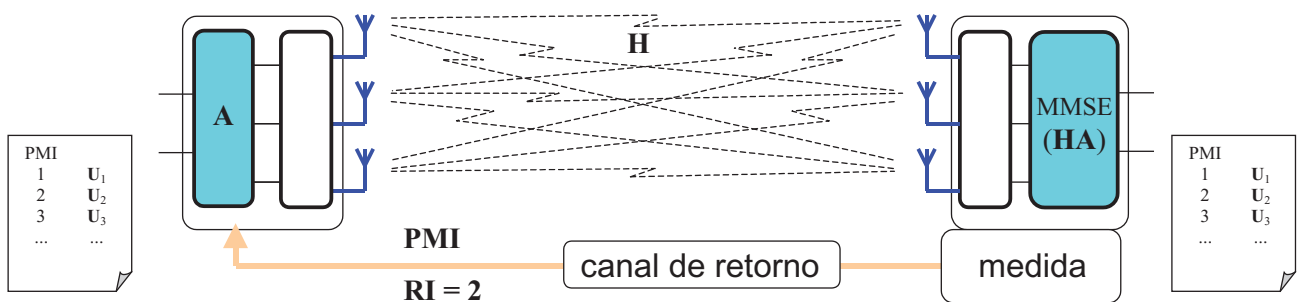 H
A
MMSE
(HA)
PMI
1 U₁
2 U₂
3 U₃
... ...
PMI
1 U₁
2 U₂
3 U₃
... ...
PMI
canal de retorno
medida
RI = 2